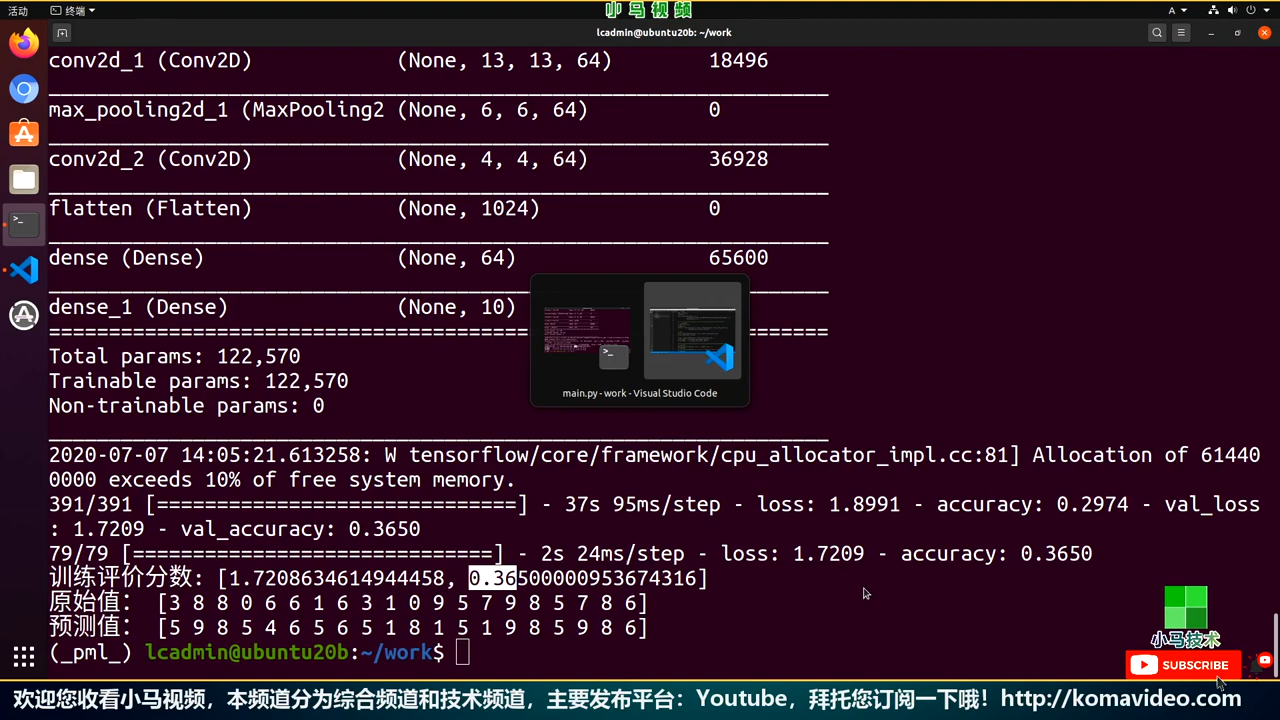 活动
终端
小马视频
A
lcadmin@ubuntu20b: ~/work
conv2d_1 (Conv2D) (None, 13, 13, 64) 18496
max_pooling2d_1 (MaxPooling2 (None, 6, 6, 64) 0
conv2d_2 (Conv2D) (None, 4, 4, 64) 36928
flatten (Flatten) (None, 1024) 0
dense (Dense) (None, 64) 65600
dense_1 (Dense) (None, 10)
main.py - work - Visual Studio Code
Total params: 122,570
Trainable params: 122,570
Non-trainable params: 0
2020-07-07 14:05:21.613258: W tensorflow/core/framework/cpu_allocator_impl.cc:81] Allocation of 61440
0000 exceeds 10% of free system memory.
391/391 [==============================] - 37s 95ms/step - loss: 1.8991 - accuracy: 0.2974 - val_loss
: 1.7209 - val_accuracy: 0.3650
79/79 [==============================] - 2s 24ms/step - loss: 1.7209 - accuracy: 0.3650
训练评价分数: [1.7208634614944458, 0.36500000953674316]
原始值: [3 8 8 0 6 6 1 6 3 1 0 9 5 7 9 8 5 7 8 6]
预测值: [5 9 8 5 4 6 5 6 5 1 8 1 5 1 9 8 5 9 8 6]
(_pml_) lcadmin@ubuntu20b:~/work$
小马技术
SUBSCRIBE
欢迎您收看小马视频，本频道分为综合频道和技术频道，主要发布平台：Youtube，拜托您订阅一下哦！http://komavideo.com